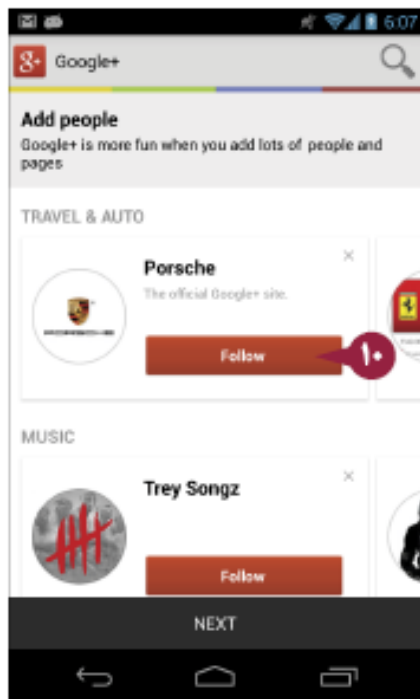 6:07
g+ Google+
Add people
Google+ is more fun when you add lots of people and
pages
TRAVEL & AUTO
Porsche
The official Google+ site.
Follow
١٠
MUSIC
Trey Songz
Follow
NEXT